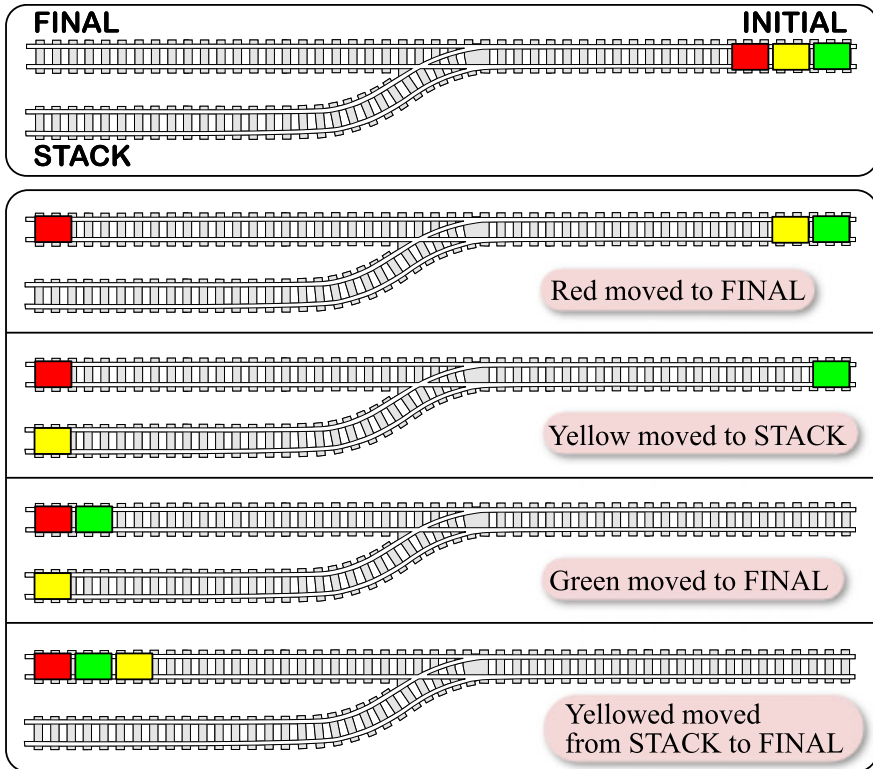 FINAL
INITIAL
STACK
Red moved to FINAL
Yellow moved to STACK
Green moved to FINAL
Yellowed moved
from STACK to FINAL